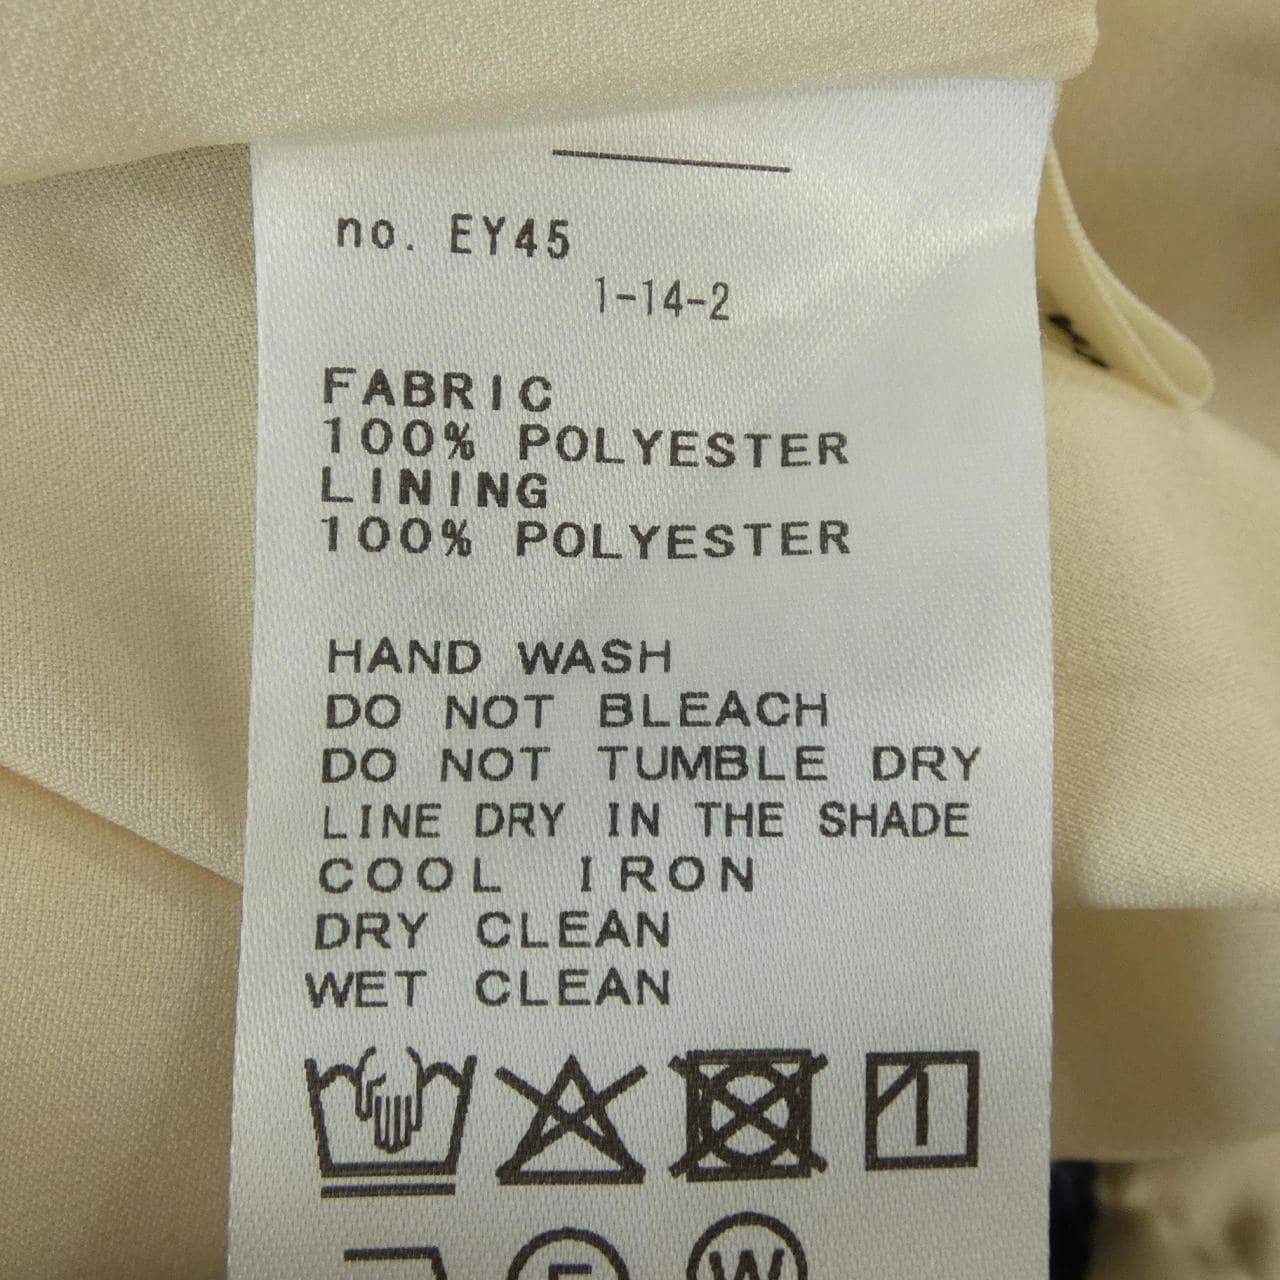 no. EY45
1-14-2
FABRIC
100% POLYESTER
LINING
100% POLYESTER
HAND WASH
DO NOT BLEACH
DO NOT TUMBLE DRY
LINE DRY IN THE SHADE
COOL IRON
DRY CLEAN
WET CLEAN
W